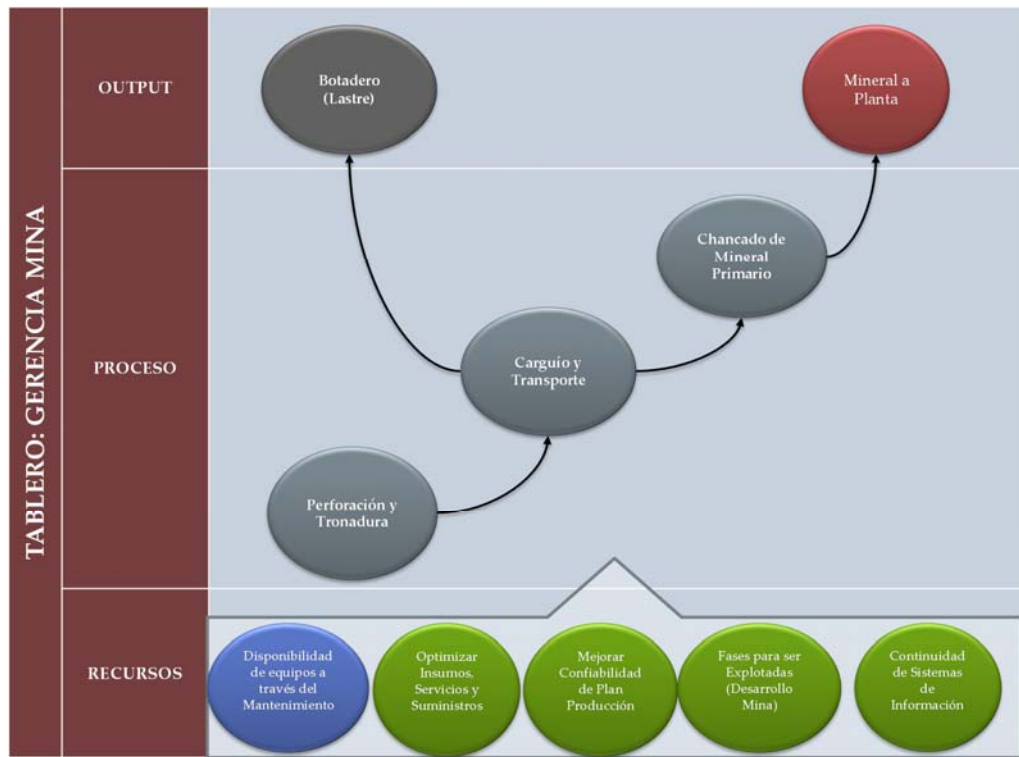 TABLERO: GERENCIA MINA
OUTPUT
Botadero
(Lastre)
Mineral a
Planta
PROCESO
Chancado de
Mineral
Primario
Carguío y
Transporte
Perforación y
Tronadura
RECURSOS
Disponibilidad
de equipos a
través del
Mantenimiento
Optimizar
Insumos,
Servicios y
Suministros
Mejorar
Confiabilidad
de Plan
Producción
Fases para ser
Explotadas
(Desarrollo
Mina)
Continuidad
de Sistemas
de
Información